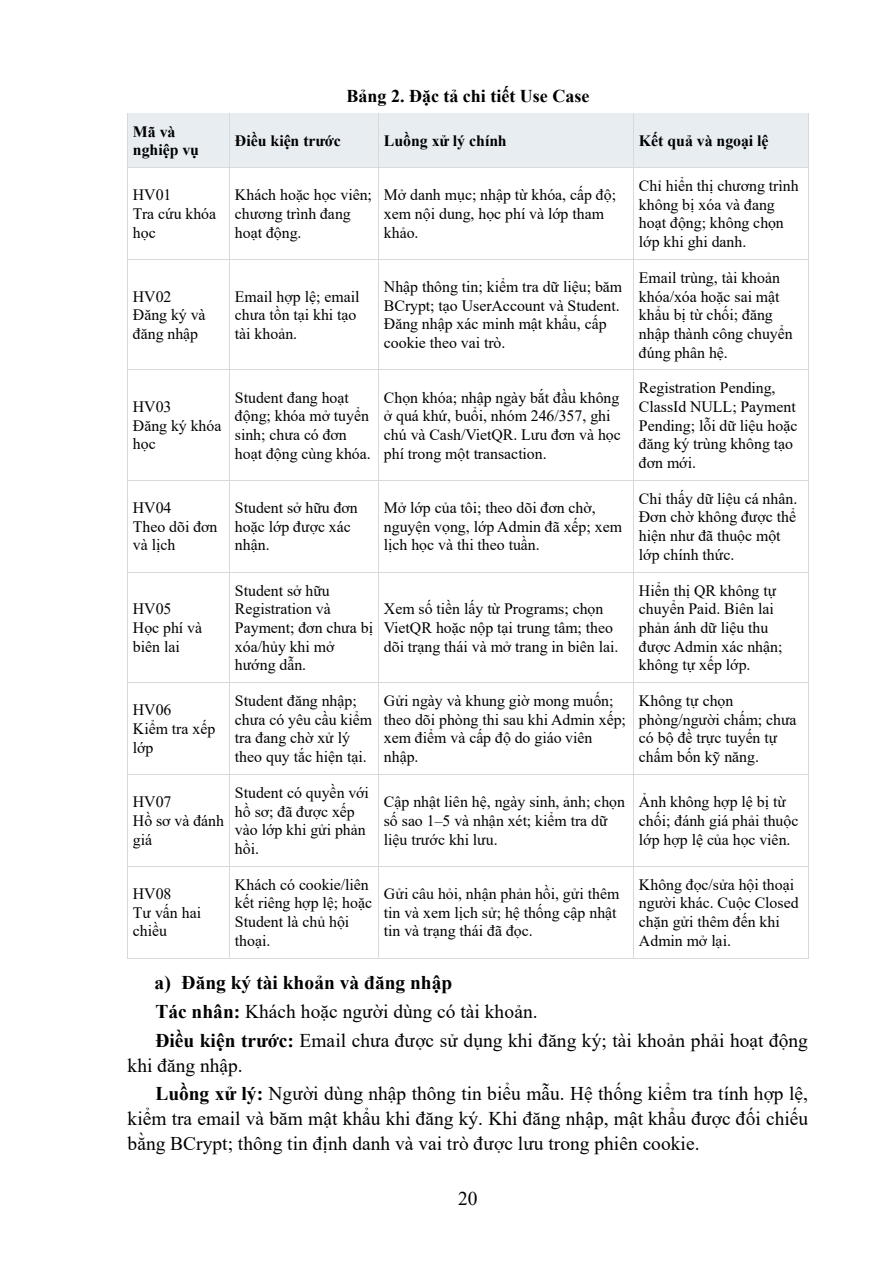 Bảng 2. Đặc tả chi tiết Use Case
Mã và
nghiệp vụ
Điều kiện trước
Luồng xử lý chính
Kết quả và ngoại lệ
HV01
Tra cứu khóa
học
Khách hoặc học viên;
chương trình đang
hoạt động.
Mở danh mục; nhập từ khóa, cấp độ;
xem nội dung, học phí và lớp tham
khảo.
Chỉ hiển thị chương trình
không bị xóa và đang
hoạt động; không chọn
lớp khi ghi danh.
HV02
Đăng ký và
đăng nhập
Email hợp lệ; email
chưa tồn tại khi tạo
tài khoản.
Nhập thông tin; kiểm tra dữ liệu; băm
BCrypt; tạo UserAccount và Student.
Đăng nhập xác minh mật khẩu, cấp
cookie theo vai trò.
Email trùng, tài khoản
khóa/xóa hoặc sai mật
khẩu bị từ chối; đăng
nhập thành công chuyển
đúng phân hệ.
HV03
Đăng ký khóa
học
Student đang hoạt
động; khóa mở tuyển
sinh; chưa có đơn
hoạt động cùng khóa.
Chọn khóa; nhập ngày bắt đầu không
ở quá khứ, buổi, nhóm 246/357, ghi
chú và Cash/VietQR. Lưu đơn và học
phí trong một transaction.
Registration Pending,
ClassId NULL; Payment
Pending; lỗi dữ liệu hoặc
đăng ký trùng không tạo
đơn mới.
HV04
Theo dõi đơn
và lịch
Student sở hữu đơn
hoặc lớp được xác
nhận.
Mở lớp của tôi; theo dõi đơn chờ,
nguyện vọng, lớp Admin đã xếp; xem
lịch học và thi theo tuần.
Chỉ thấy dữ liệu cá nhân.
Đơn chờ không được thể
hiện như đã thuộc một
lớp chính thức.
HV05
Học phí và
biên lai
Student sở hữu
Registration và
Payment; đơn chưa bị
xóa/hủy khi mở
hướng dẫn.
Xem số tiền lấy từ Programs; chọn
VietQR hoặc nộp tại trung tâm; theo
dõi trạng thái và mở trang in biên lai.
Hiển thị QR không tự
chuyển Paid. Biên lai
phản ánh dữ liệu thu
được Admin xác nhận;
không tự xếp lớp.
HV06
Kiểm tra xếp
lớp
Student đăng nhập;
chưa có yêu cầu kiểm
tra đang chờ xử lý
theo quy tắc hiện tại.
Gửi ngày và khung giờ mong muốn;
theo dõi phòng thi sau khi Admin xếp;
xem điểm và cấp độ do giáo viên
nhập.
Không tự chọn
phòng/người chấm; chưa
có bộ đề trực tuyến tự
chấm bốn kỹ năng.
HV07
Hồ sơ và đánh
giá
Student có quyền với
hồ sơ; đã được xếp
vào lớp khi gửi phản
hồi.
Cập nhật liên hệ, ngày sinh, ảnh; chọn
số sao 1–5 và nhận xét; kiểm tra dữ
liệu trước khi lưu.
Ảnh không hợp lệ bị từ
chối; đánh giá phải thuộc
lớp hợp lệ của học viên.
HV08
Tư vấn hai
chiều
Khách có cookie/liên
kết riêng hợp lệ; hoặc
Student là chủ hội
thoại.
Gửi câu hỏi, nhận phản hồi, gửi thêm
tin và xem lịch sử; hệ thống cập nhật
tin và trạng thái đã đọc.
Không đọc/sửa hội thoại
người khác. Cuộc Closed
chặn gửi thêm đến khi
Admin mở lại.
a) Đăng ký tài khoản và đăng nhập
Tác nhân: Khách hoặc người dùng có tài khoản.
Điều kiện trước: Email chưa được sử dụng khi đăng ký; tài khoản phải hoạt động
khi đăng nhập.
Luồng xử lý: Người dùng nhập thông tin biểu mẫu. Hệ thống kiểm tra tính hợp lệ,
kiểm tra email và băm mật khẩu khi đăng ký. Khi đăng nhập, mật khẩu được đối chiếu
bằng BCrypt; thông tin định danh và vai trò được lưu trong phiên cookie.
20